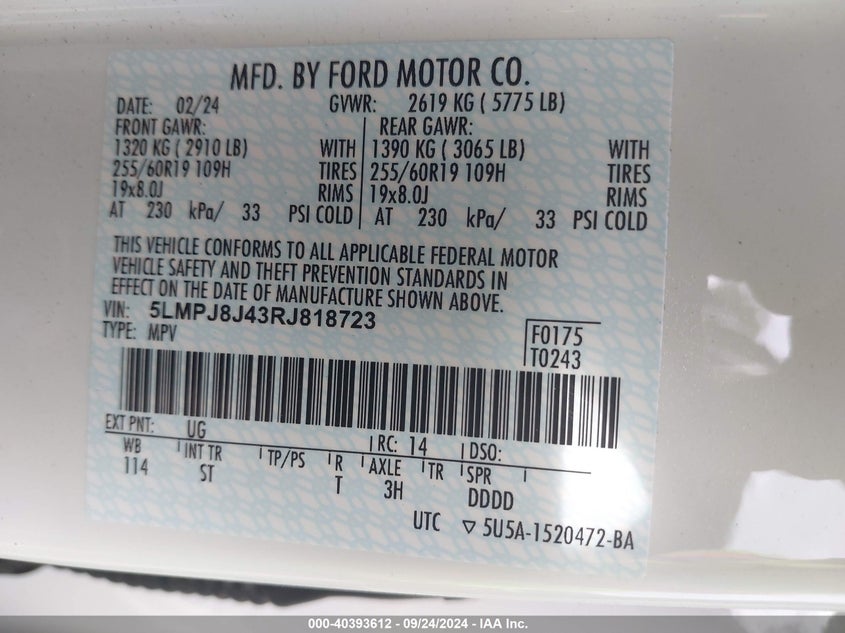 MFD. BY FORD MOTOR CO.
DATE: 02/24 GVWR: 2619 KG ( 5775 LB)
FRONT GAWR: REAR GAWR:
1320 KG ( 2910 LB) WITH 1390 KG ( 3065 LB) WITH
255/60R19 109H TIRES 255/60R19 109H TIRES
19x8.0J RIMS 19x8.0J RIMS
AT 230 kPa/ 33 PSI COLD AT 230 kPa/ 33 PSI COLD
THIS VEHICLE CONFORMS TO ALL APPLICABLE FEDERAL MOTOR
VEHICLE SAFETY AND THEFT PREVENTION STANDARDS IN
EFFECT ON THE DATE OF MANUFACTURE SHOWN ABOVE.
VIN: 5LMPJ8J43RJ818723
TYPE: MPV
F0175
T0243
EXT PNT: UG RC: 14 DSO:
WB INT TR TP/PS R AXLE TR SPR
114 ST T 3H DDDD
UTC ▽ 5U5A-1520472-BA
000-40393612 - 09/24/2024 - IAA Inc.